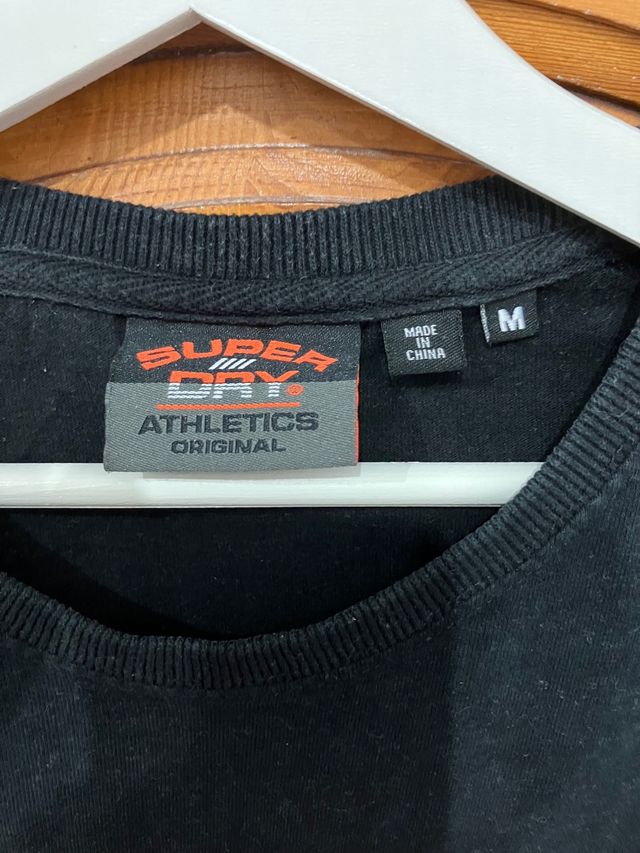 SUPER
DRY®
ATHLETICS
ORIGINAL
MADE
IN
CHINA
M